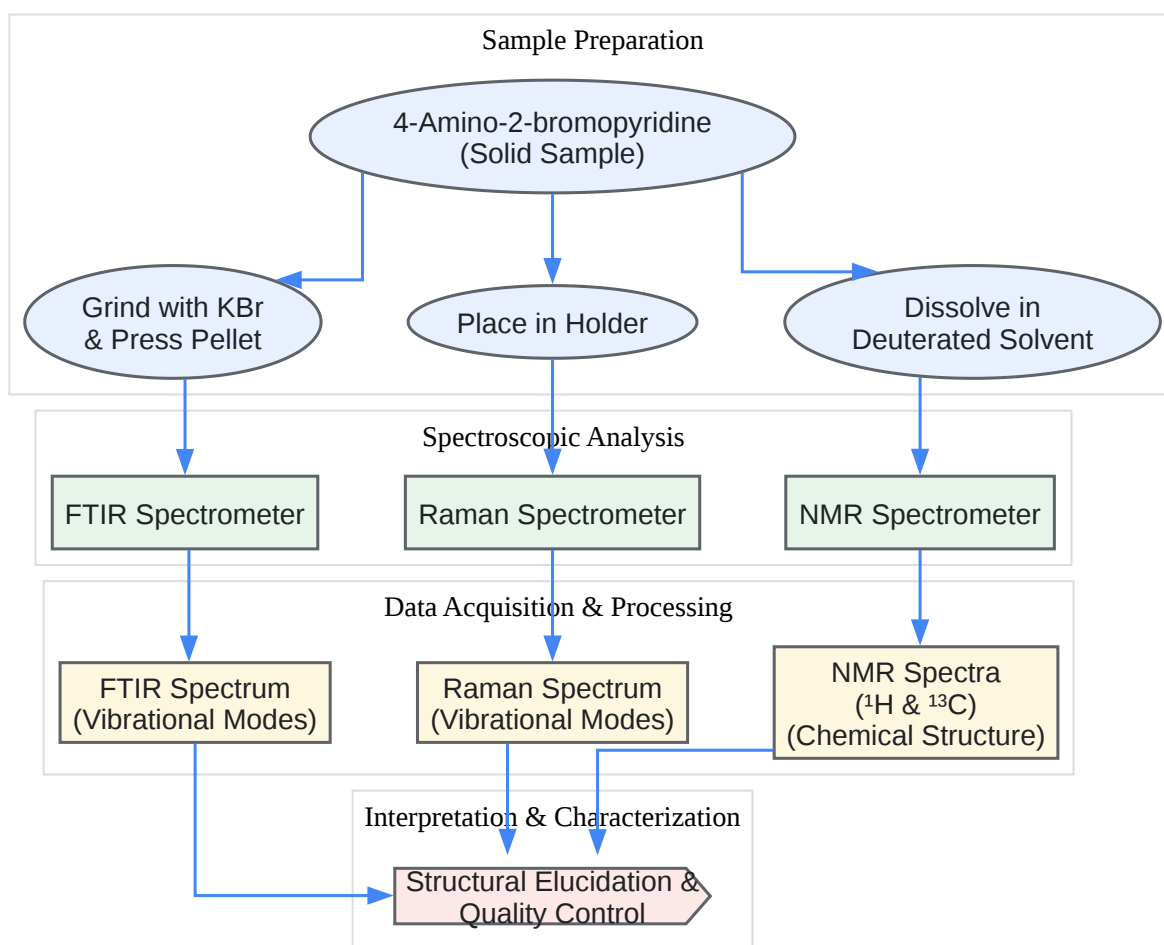 Sample Preparation
4-Amino-2-bromopyridine
(Solid Sample)
Grind with KBr
& Press Pellet
Place in Holder
Dissolve in
Deuterated Solvent
Spectroscopic Analysis
FTIR Spectrometer
Raman Spectrometer
NMR Spectrometer
Data Acquisition & Processing
FTIR Spectrum
(Vibrational Modes)
Raman Spectrum
(Vibrational Modes)
NMR Spectra
(¹H & ¹³C)
(Chemical Structure)
Interpretation & Characterization
Structural Elucidation &
Quality Control